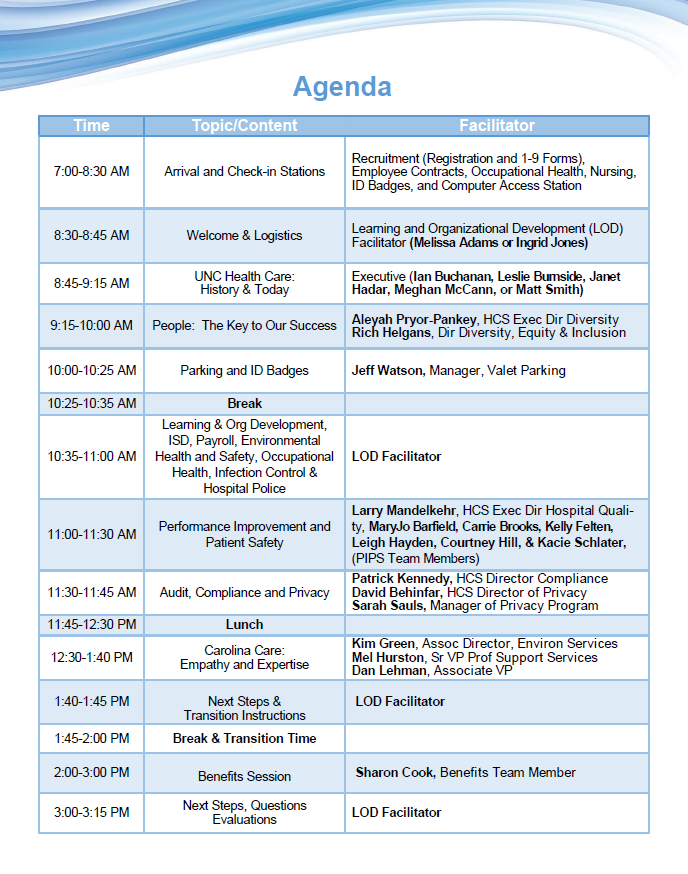 Agenda
Time Topic/Content Facilitator
7:00-8:30 AM Arrival and Check-in Stations
Recruitment (Registration and 1-9 Forms),
Employee Contracts, Occupational Health, Nursing,
ID Badges, and Computer Access Station
8:30-8:45 AM Welcome & Logistics
Learning and Organizational Development (LOD)
Facilitator (Melissa Adams or Ingrid Jones)
8:45-9:15 AM
UNC Health Care:
History & Today
Executive (Ian Buchanan, Leslie Burnside, Janet
Hadar, Meghan McCann, or Matt Smith)
9:15-10:00 AM People: The Key to Our Success
Aleyah Pryor-Pankey, HCS Exec Dir Diversity
Rich Helgans, Dir Diversity, Equity & Inclusion
10:00-10:25 AM Parking and ID Badges Jeff Watson, Manager, Valet Parking
10:25-10:35 AM Break
10:35-11:00 AM
Learning & Org Development,
ISD, Payroll, Environmental
Health and Safety, Occupational
Health, Infection Control &
Hospital Police
LOD Facilitator
11:00-11:30 AM
Performance Improvement and
Patient Safety
Larry Mandelkehr, HCS Exec Dir Hospital Quali-
ty, MaryJo Barfield, Carrie Brooks, Kelly Felten,
Leigh Hayden, Courtney Hill, & Kacie Schlater,
(PIPS Team Members)
11:30-11:45 AM Audit, Compliance and Privacy
Patrick Kennedy, HCS Director Compliance
David Behinfar, HCS Director of Privacy
Sarah Sauls, Manager of Privacy Program
11:45-12:30 PM Lunch
12:30-1:40 PM
Carolina Care:
Empathy and Expertise
Kim Green, Assoc Director, Environ Services
Mel Hurston, Sr VP Prof Support Services
Dan Lehman, Associate VP
1:40-1:45 PM
Next Steps &
Transition Instructions
LOD Facilitator
1:45-2:00 PM Break & Transition Time
2:00-3:00 PM Benefits Session Sharon Cook, Benefits Team Member
3:00-3:15 PM
Next Steps, Questions
Evaluations
LOD Facilitator